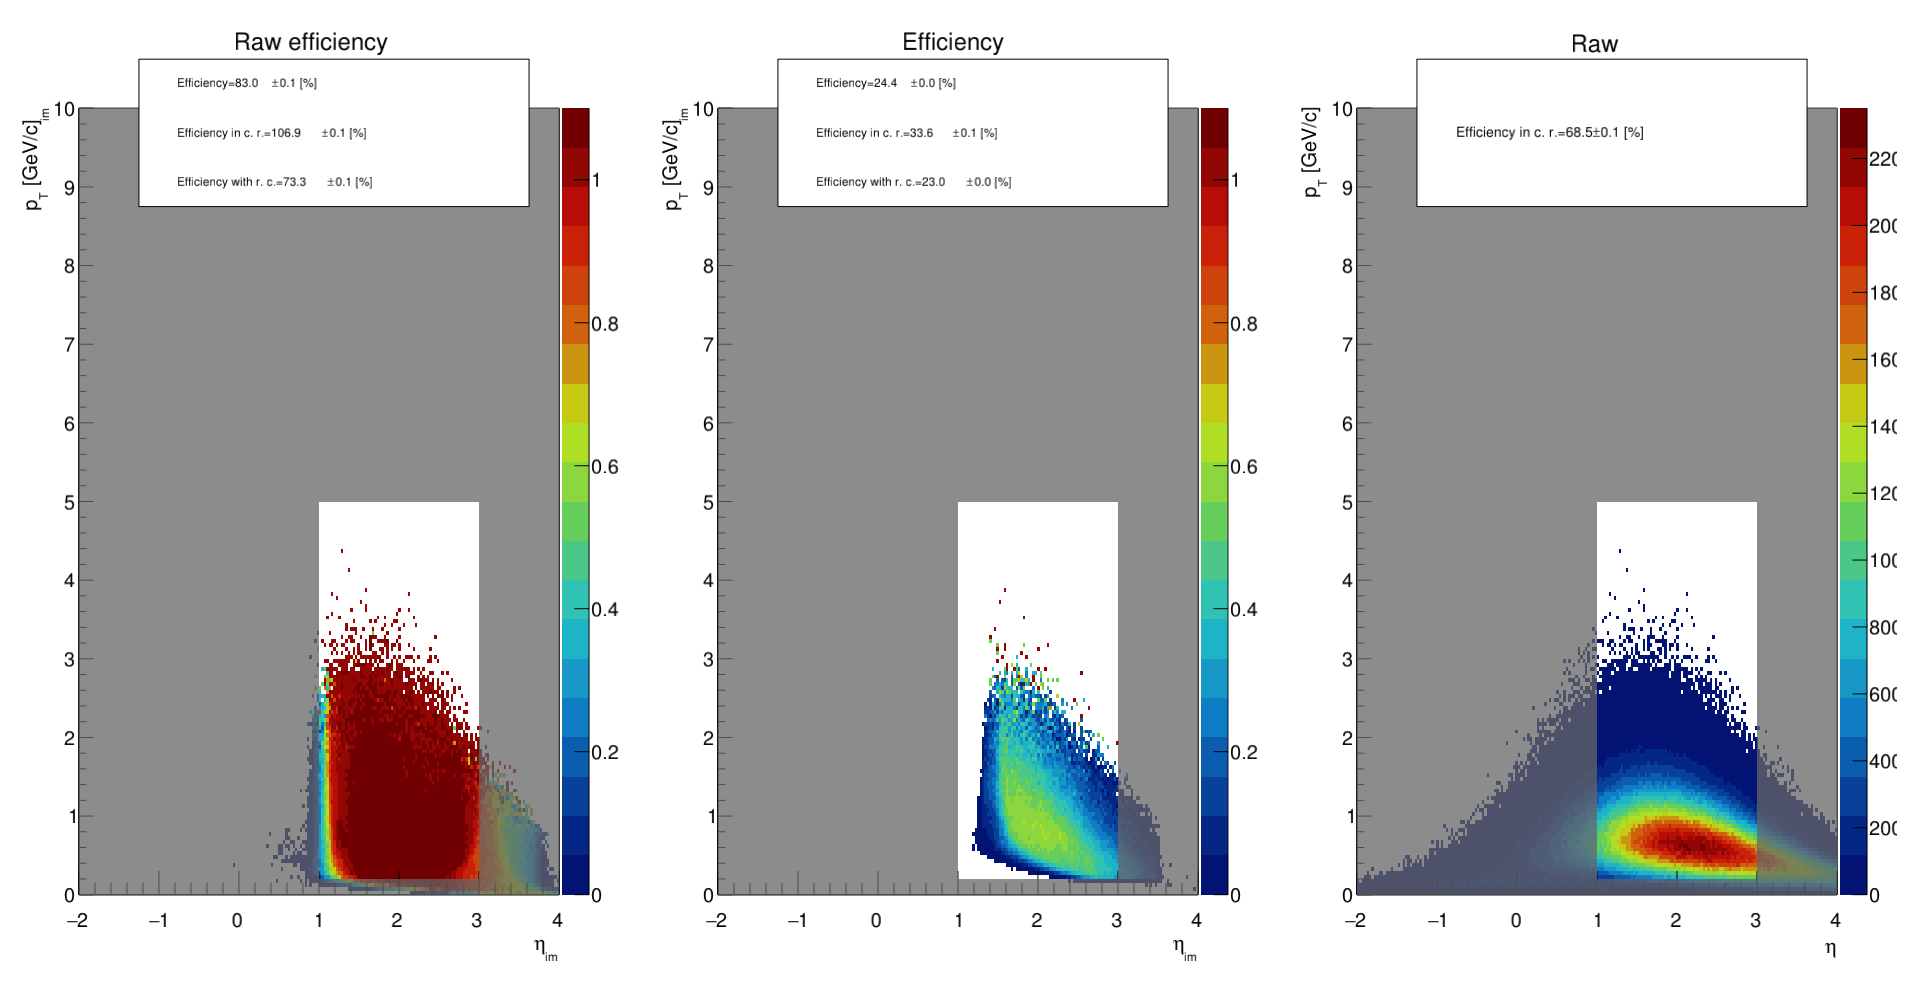 Raw efficiency
Efficiency=83.0 ±0.1 [%]
Efficiency in c. r.=106.9 ±0.1 [%]
Efficiency with r. c.=73.3 ±0.1 [%]
p_T [GeV/c]_im
10
9
8
7
6
5
4
3
2
1
0
−2 −1 0 1 2 3 4
η_im
1
0.8
0.6
0.4
0.2
0
Efficiency
Efficiency=24.4 ±0.0 [%]
Efficiency in c. r.=33.6 ±0.1 [%]
Efficiency with r. c.=23.0 ±0.0 [%]
p_T [GeV/c]_im
10
9
8
7
6
5
4
3
2
1
0
−2 −1 0 1 2 3 4
η_im
1
0.8
0.6
0.4
0.2
0
Raw
Efficiency in c. r.=68.5±0.1 [%]
p_T [GeV/c]
10
9
8
7
6
5
4
3
2
1
0
−2 −1 0 1 2 3 4
η
800
600
400
200
0